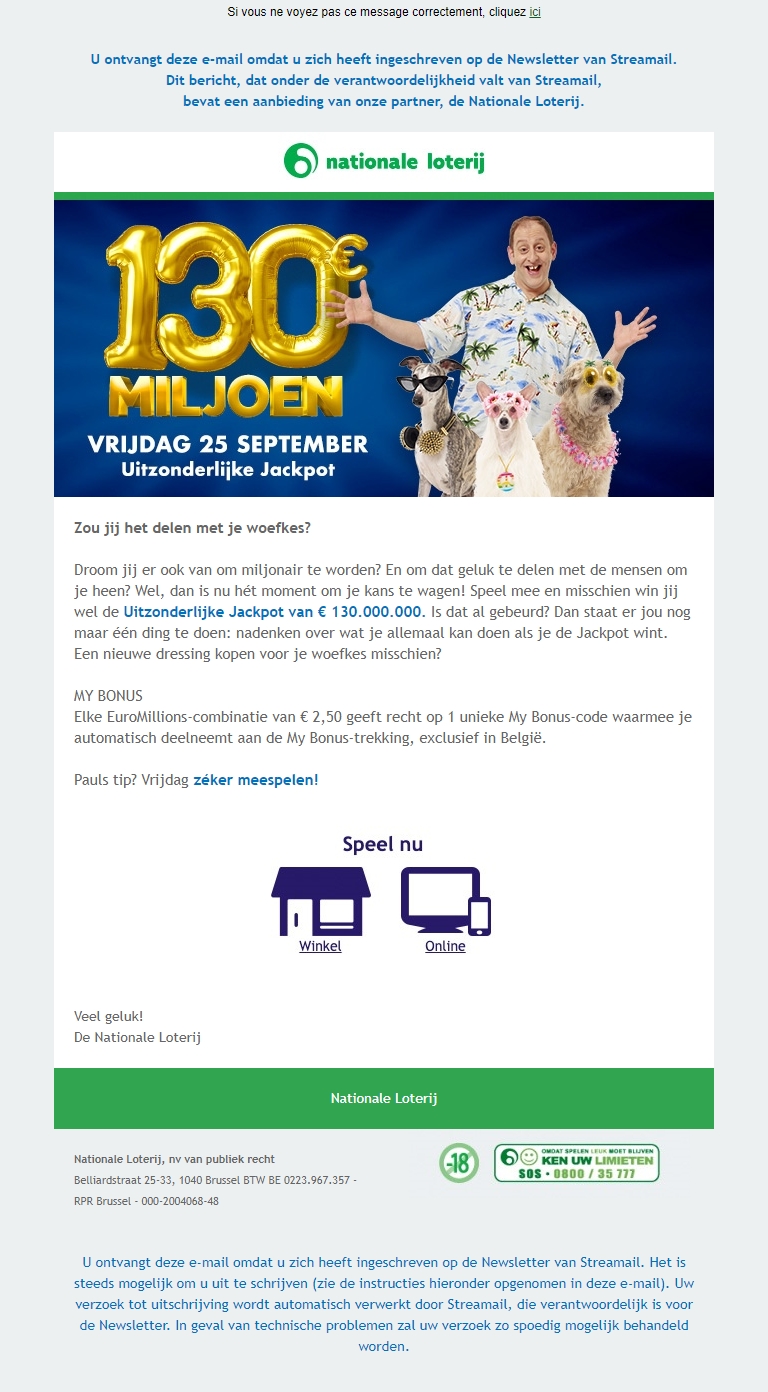 Si vous ne voyez pas ce message correctement, cliquez ici
U ontvangt deze e-mail omdat u zich heeft ingeschreven op de Newsletter van Streamail.
Dit bericht, dat onder de verantwoordelijkheid valt van Streamail,
bevat een aanbieding van onze partner, de Nationale Loterij.
nationale loterij
130€
MILJOEN
VRIJDAG 25 SEPTEMBER
Uitzonderlijke Jackpot
Zou jij het delen met je woefkes?
Droom jij er ook van om miljonair te worden? En om dat geluk te delen met de mensen om
je heen? Wel, dan is nu hét moment om je kans te wagen! Speel mee en misschien win jij
wel de Uitzonderlijke Jackpot van € 130.000.000. Is dat al gebeurd? Dan staat er jou nog
maar één ding te doen: nadenken over wat je allemaal kan doen als je de Jackpot wint.
Een nieuwe dressing kopen voor je woefkes misschien?
MY BONUS
Elke EuroMillions-combinatie van € 2,50 geeft recht op 1 unieke My Bonus-code waarmee je
automatisch deelneemt aan de My Bonus-trekking, exclusief in België.
Pauls tip? Vrijdag zéker meespelen!
Speel nu
Winkel Online
Veel geluk!
De Nationale Loterij
Nationale Loterij
Nationale Loterij, nv van publiek recht
Belliardstraat 25-33, 1040 Brussel BTW BE 0223.967.357 -
RPR Brussel - 000-2004068-48
-18
OMDAT SPELEN LEUK MOET BLIJVEN
KEN UW LIMIETEN
SOS • 0800 / 35 777
U ontvangt deze e-mail omdat u zich heeft ingeschreven op de Newsletter van Streamail. Het is
steeds mogelijk om u uit te schrijven (zie de instructies hieronder opgenomen in deze e-mail). Uw
verzoek tot uitschrijving wordt automatisch verwerkt door Streamail, die verantwoordelijk is voor
de Newsletter. In geval van technische problemen zal uw verzoek zo spoedig mogelijk behandeld
worden.